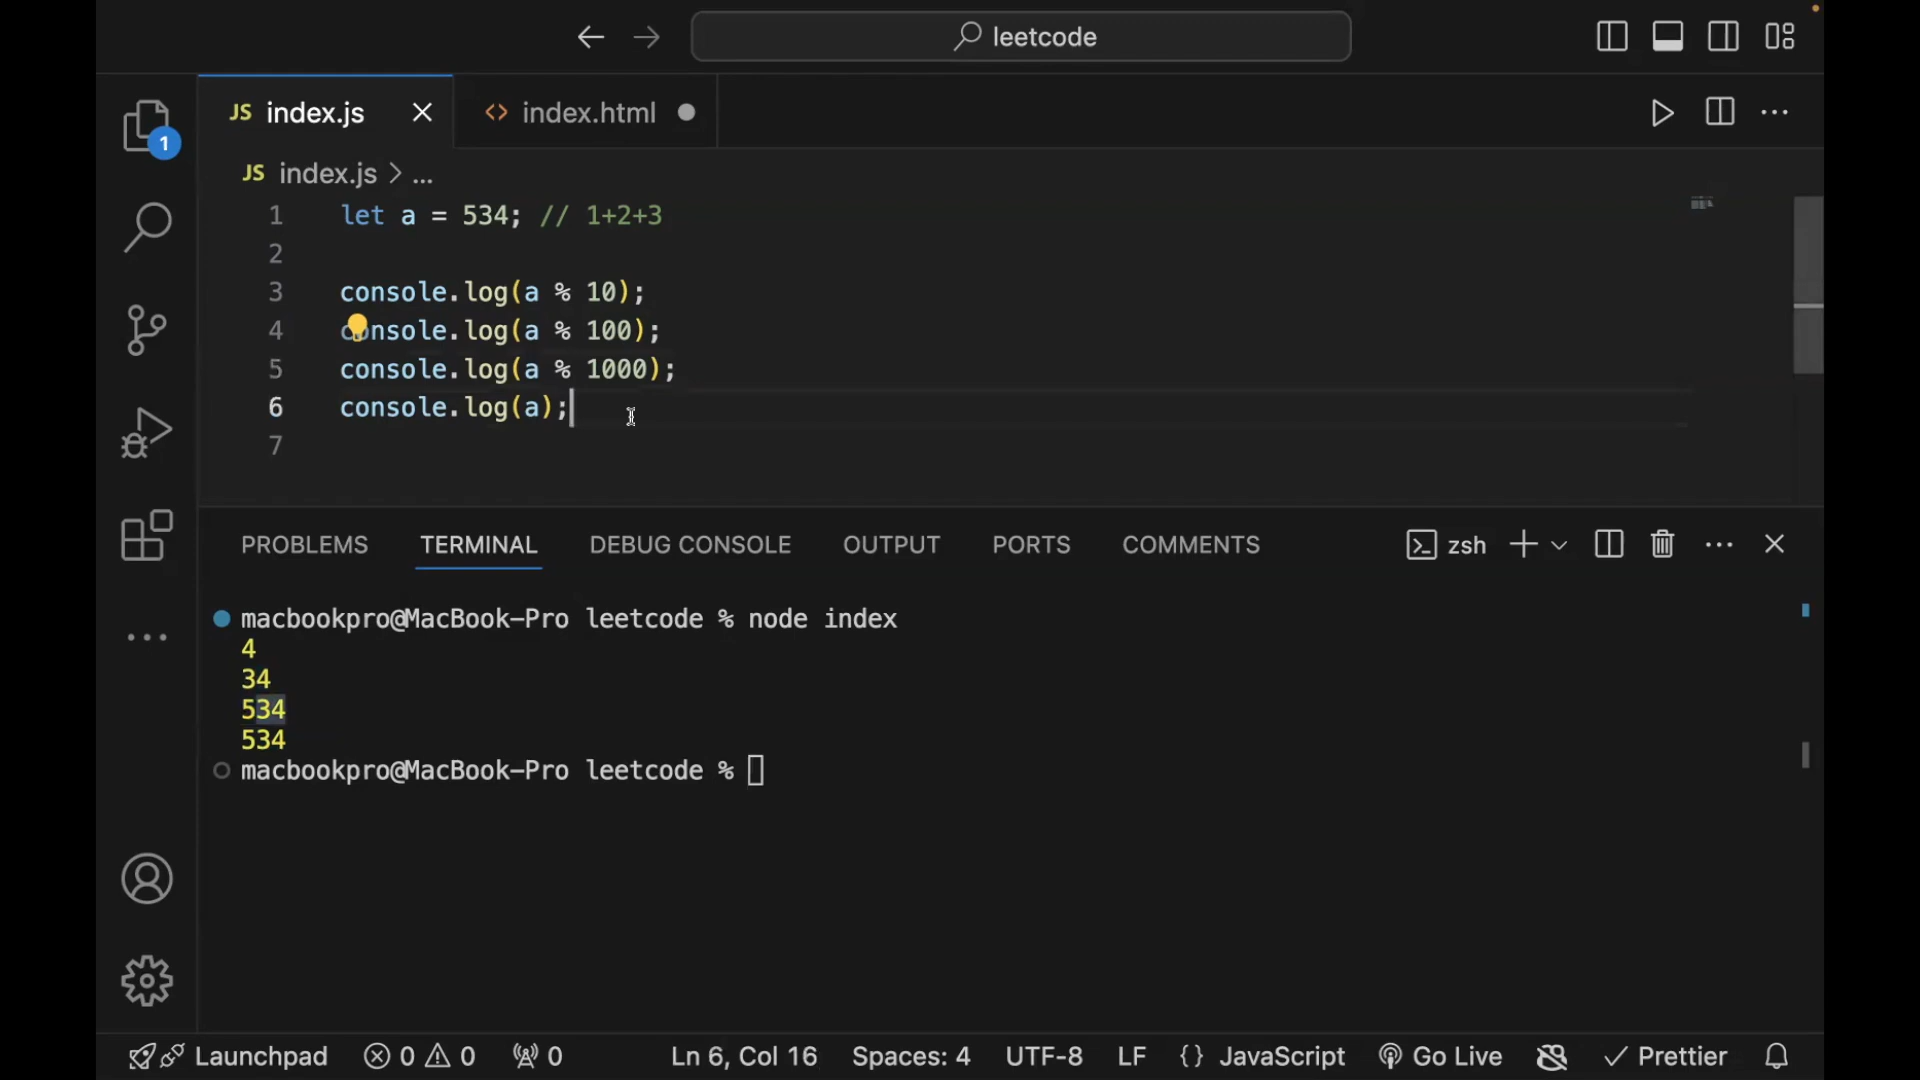 leetcode
JS index.js
<> index.html
1
JS index.js > ...
1 let a = 534; // 1+2+3
2
3 console.log(a % 10);
4 console.log(a % 100);
5 console.log(a % 1000);
6 console.log(a);
7
PROBLEMS TERMINAL DEBUG CONSOLE OUTPUT PORTS COMMENTS zsh
macbookpro@MacBook-Pro leetcode % node index
4
34
534
534
macbookpro@MacBook-Pro leetcode %
Launchpad 0 0 0 Ln 6, Col 16 Spaces: 4 UTF-8 LF {} JavaScript Go Live Prettier